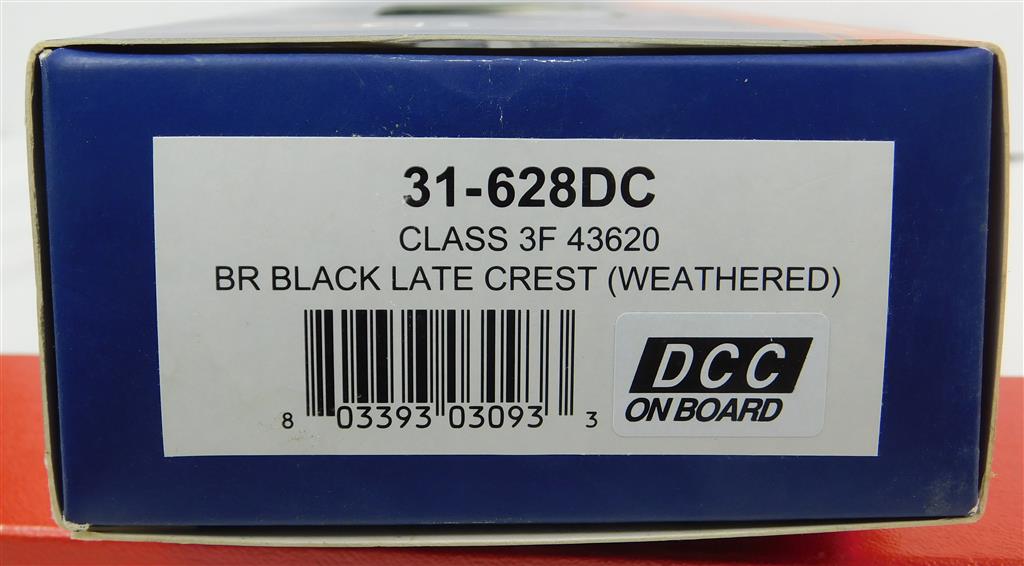 31-628DC
CLASS 3F 43620
BR BLACK LATE CREST (WEATHERED)
8 03393 03093 3
DCC
ON BOARD